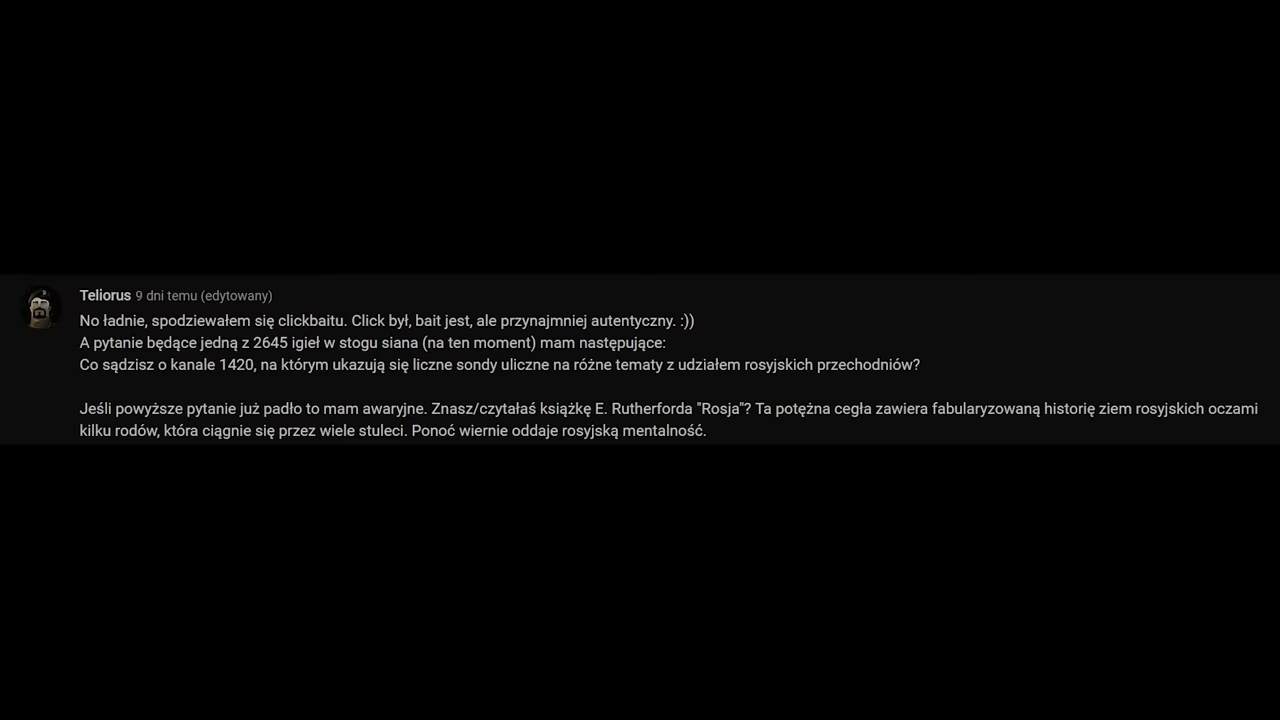 Teliorus 9 dni temu (edytowany)
No ładnie, spodziewałem się clickbaitu. Click był, bait jest, ale przynajmniej autentyczny. :))
A pytanie będące jedną z 2645 igieł w stogu siana (na ten moment) mam następujące:
Co sądzisz o kanale 1420, na którym ukazują się liczne sondy uliczne na różne tematy z udziałem rosyjskich przechodniów?
Jeśli powyższe pytanie już padło to mam awaryjne. Znasz/czytałaś książkę E. Rutherforda "Rosja"? Ta potężna cegła zawiera fabularyzowaną historię ziem rosyjskich oczami
kilku rodów, która ciągnie się przez wiele stuleci. Ponoć wiernie oddaje rosyjską mentalność.